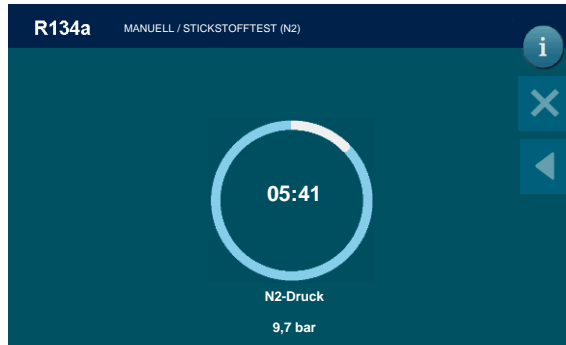 R134a MANUELL / STICKSTOFFTEST (N2)
i
05:41
N2-Druck
9,7 bar